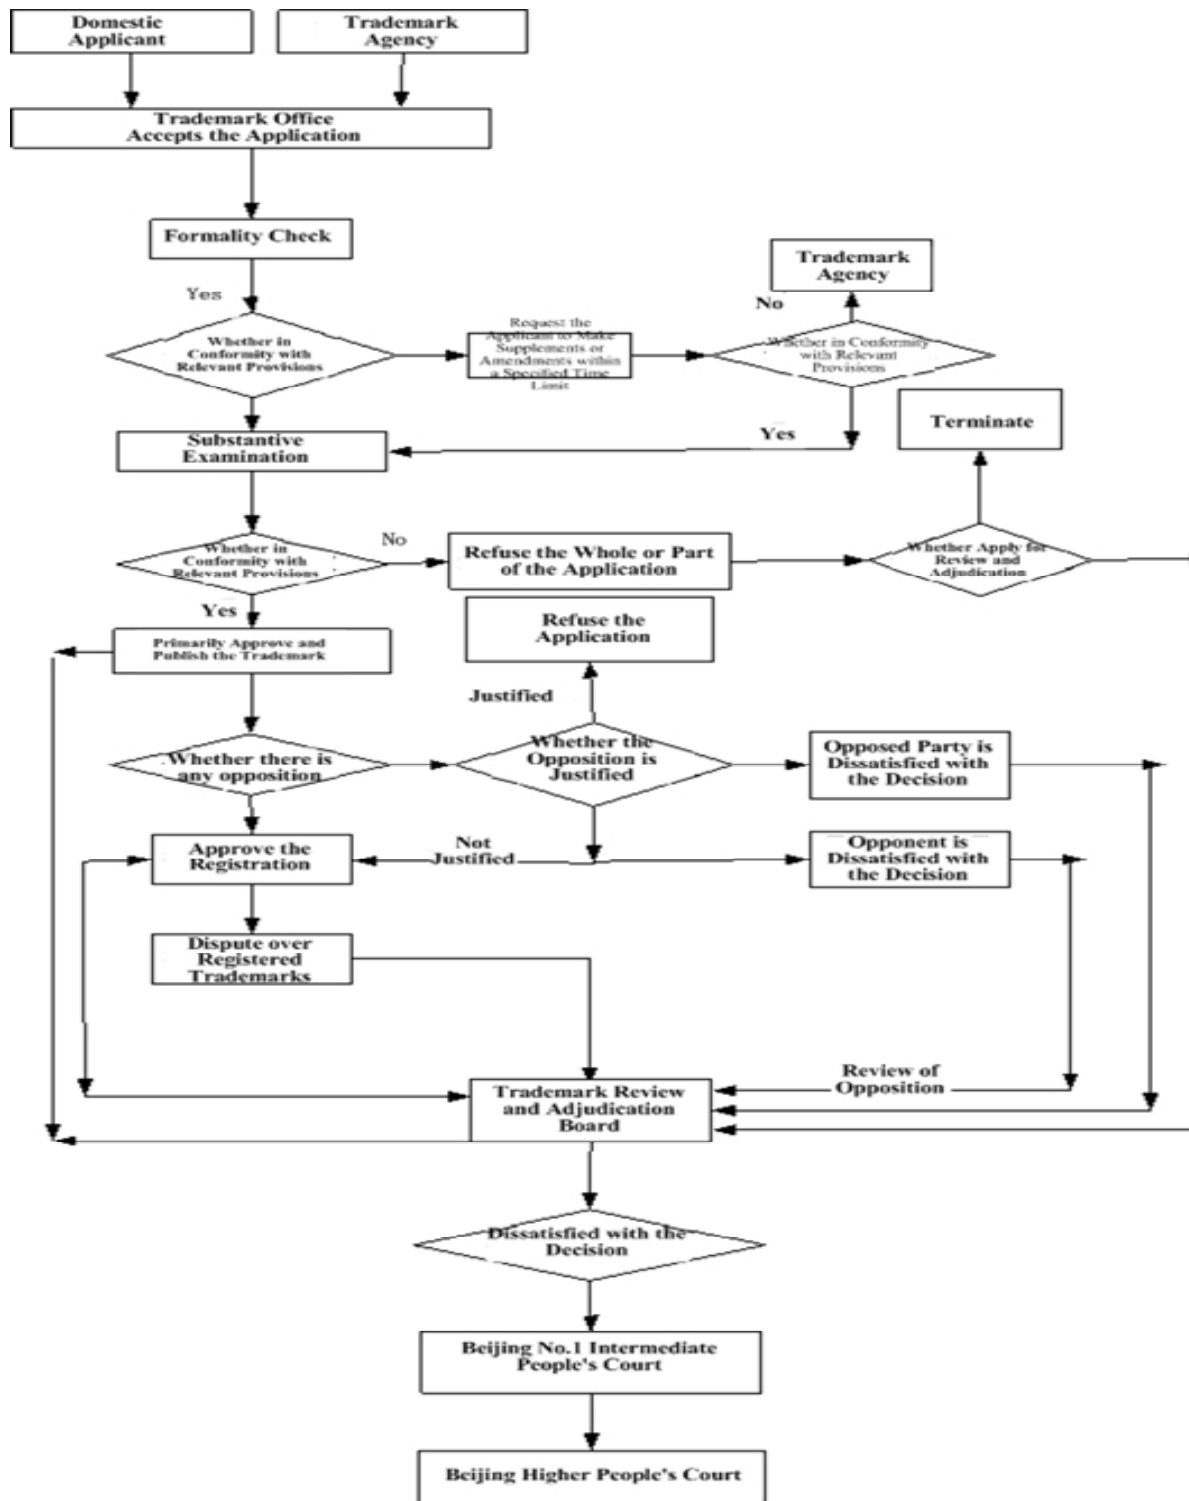 Domestic
Applicant
Trademark
Agency
Trademark Office
Accepts the Application
Formality Check
Yes
Whether in
Conformity with
Relevant Provisions
Request the
Applicant to Make
Supplements or
Amendments within
a Specified Time
Limit
Whether in Conformity
with Relevant
Provisions
No
Trademark
Agency
Yes
Substantive
Examination
Terminate
Whether in
Conformity with
Relevant Provisions
No
Refuse the Whole or Part
of the Application
Whether Apply for
Review and
Adjudication
Yes
Primarily Approve and
Publish the Trademark
Refuse the
Application
Justified
Whether there is
any opposition
Whether the
Opposition is
Justified
Opposed Party is
Dissatisfied with
the Decision
Approve the
Registration
Not
Justified
Opponent is
Dissatisfied with
the Decision
Dispute over
Registered
Trademarks
Review of
Opposition
Trademark Review
and Adjudication
Board
Dissatisfied with the
Decision
Beijing No.1 Intermediate
People's Court
Beijing Higher People's Court